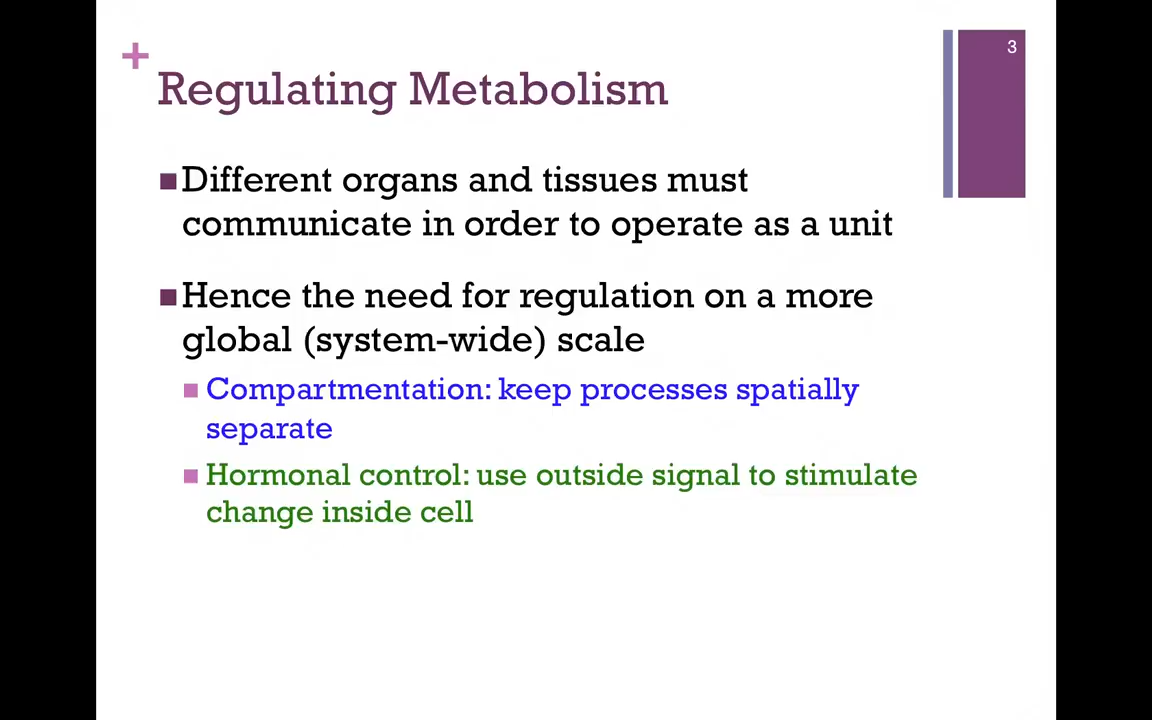 3
+
Regulating Metabolism
Different organs and tissues must
communicate in order to operate as a unit
Hence the need for regulation on a more
global (system-wide) scale
Compartmentation: keep processes spatially
separate
Hormonal control: use outside signal to stimulate
change inside cell